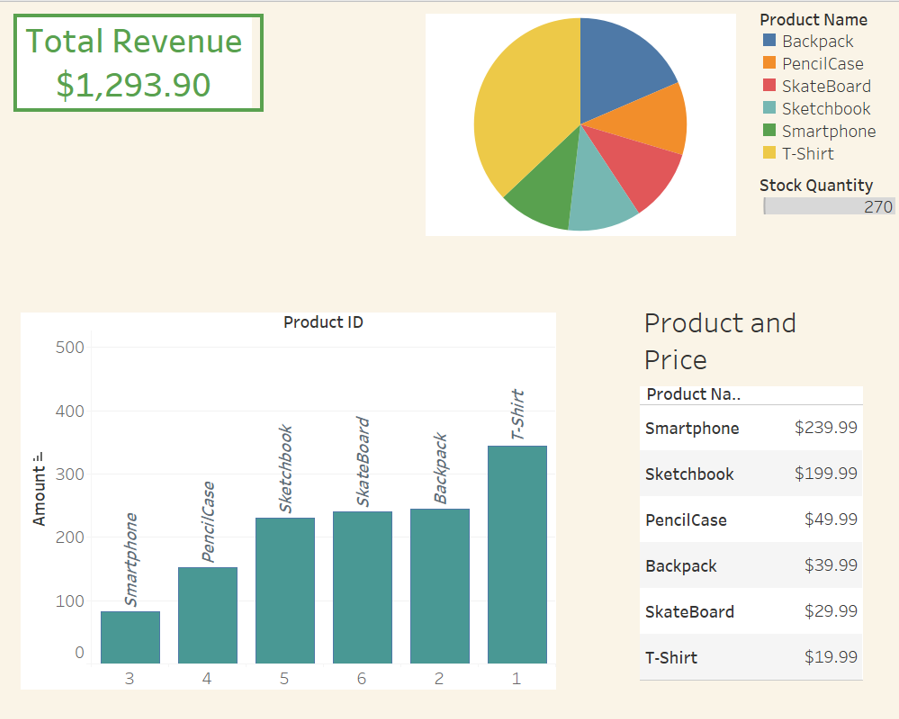 Total Revenue
$1,293.90
Product Name
Backpack
PencilCase
SkateBoard
Sketchbook
Smartphone
T-Shirt
Stock Quantity
270
Product ID
Amount
500
400
300
200
100
0
Smartphone
PencilCase
Sketchbook
SkateBoard
Backpack
T-Shirt
3 4 5 6 2 1
Product and
Price
Product Na..
Smartphone $239.99
Sketchbook $199.99
PencilCase $49.99
Backpack $39.99
SkateBoard $29.99
T-Shirt $19.99